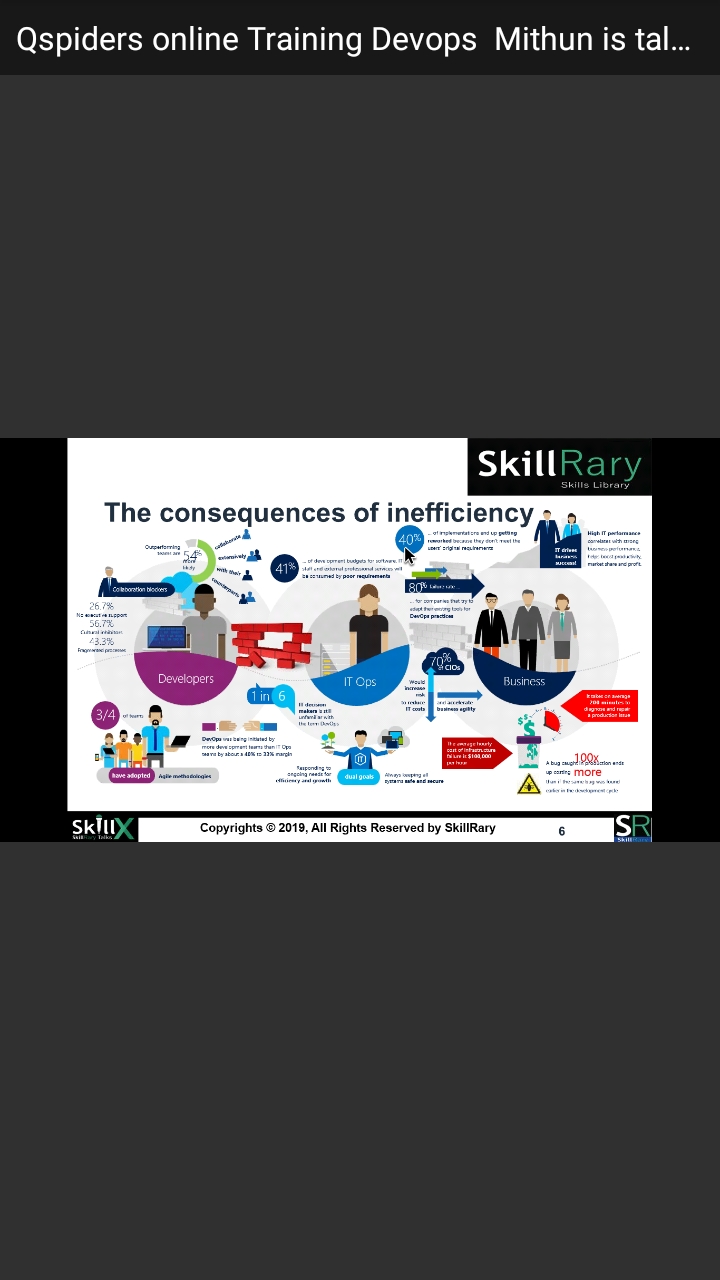 Qspiders online Training Devops  Mithun is tal...
SkillRary
Skills Library
The consequences of inefficiency
Outperforming
teams are
54%
more
likely
collaborate
extensively
with their
counterparts
Collaboration blockers
26.7%
No executive support
56.7%
Cultural inhibitors
43.3%
Fragmented processes
41%
... of development budgets for software, IT
staff and external professional services will
be consumed by poor requirements
40%
... of implementations end up getting
reworked because they don't meet the
users' original requirements
80% failure rate ...
... for companies that try to
adapt their existing tools for
DevOps practices
IT drives
business
success!
High IT performance
correlates with strong
business performance,
helps boost productivity,
market share and profit.
Developers
IT Ops
Business
70%
of CIOs
Would
increase
risk
to reduce
IT costs
and accelerate
business agility
1 in 6
IT decision
makers is still
unfamiliar with
the term DevOps
3/4 of teams
have adopted Agile methodologies
DevOps was being initiated by
more development teams than IT Ops
teams by about a 40% to 33% margin
Responding to
ongoing needs for
efficiency and growth
IT
dual goals
Always keeping all
systems safe and secure
It takes on average
200 minutes to
diagnose and repair
a production issue
The average hourly
cost of infrastructure
failure is $100,000
per hour
A bug caught in production ends
up costing 100x
more
than if the same bug was found
earlier in the development cycle
SkillX
SkillRary Talks
Copyrights © 2019, All Rights Reserved by SkillRary
6
SR